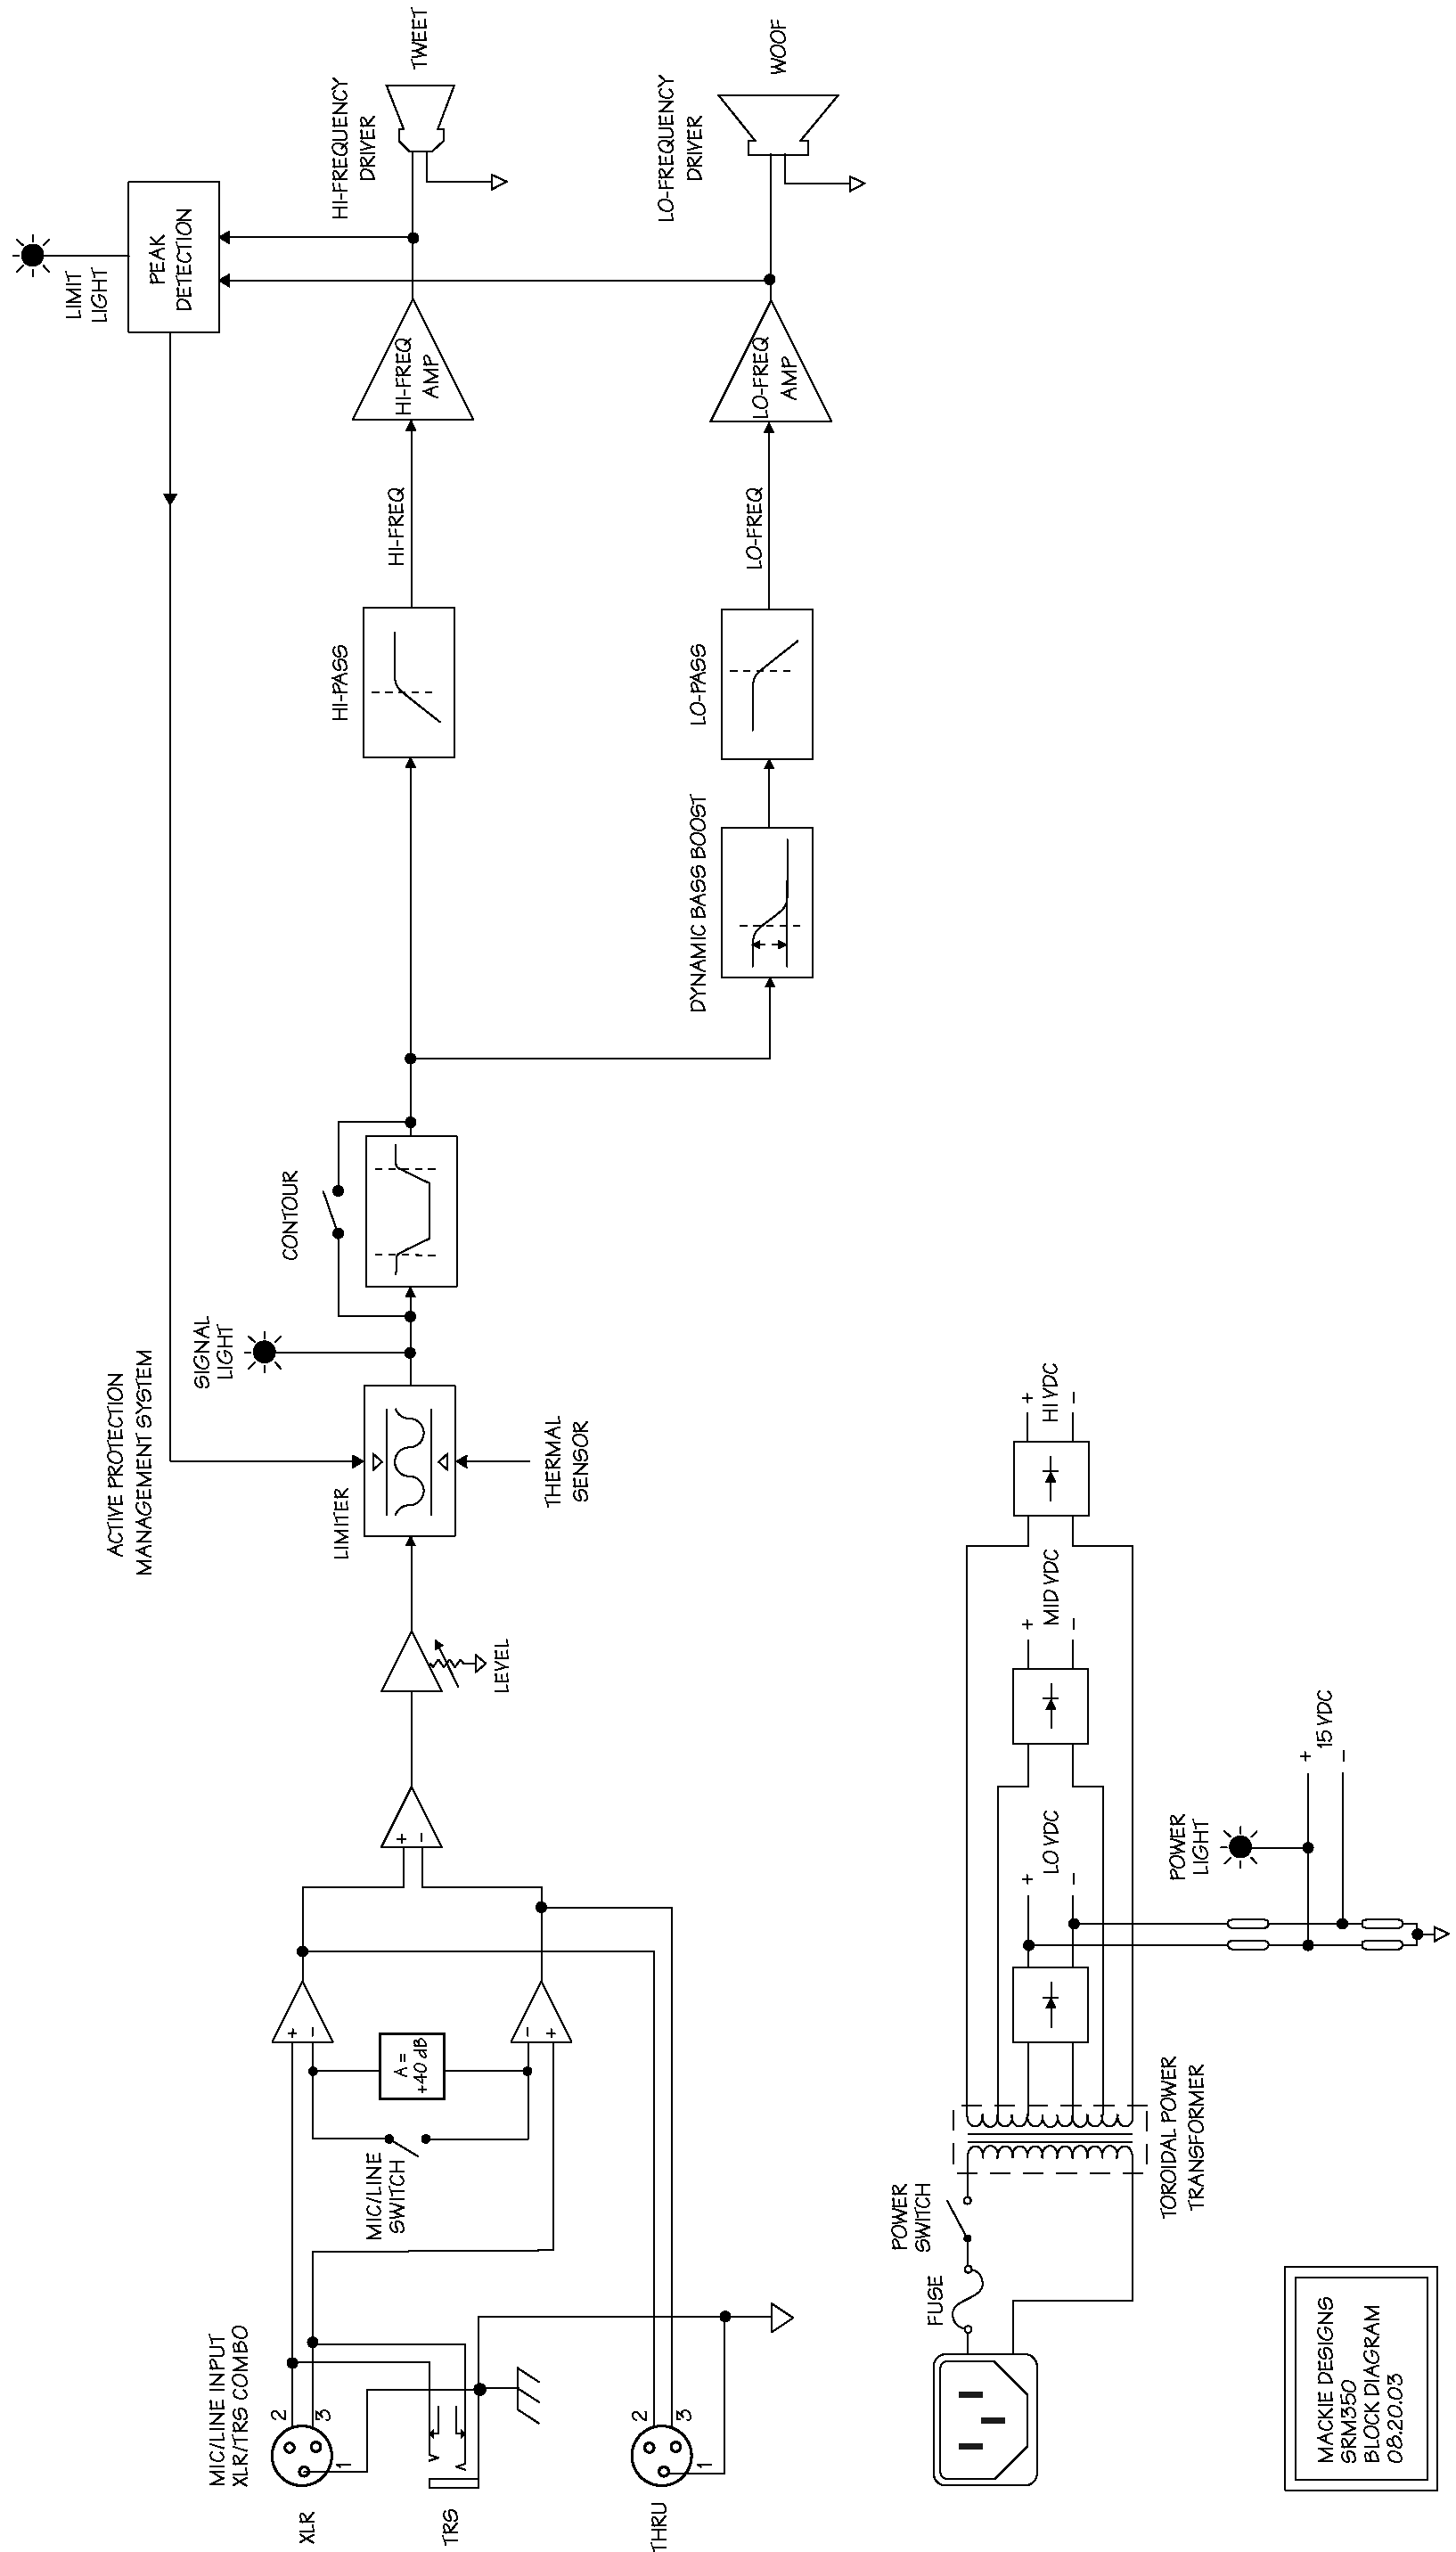 MIC/LINE INPUT
XLR/TRS COMBO
XLR
2
3
1
TRS
THRU
2
3
1
MIC/LINE
SWITCH
A =
+40 dB
+
−
−
+
+
−
LEVEL
ACTIVE PROTECTION
MANAGEMENT SYSTEM
LIMITER
THERMAL
SENSOR
SIGNAL
LIGHT
CONTOUR
HI-PASS
HI-FREQ
HI-FREQ
AMP
DYNAMIC BASS BOOST
LO-PASS
LO-FREQ
LO-FREQ
AMP
LIMIT
LIGHT
PEAK
DETECTION
HI-FREQUENCY
DRIVER
TWEET
LO-FREQUENCY
DRIVER
WOOF
FUSE
POWER
SWITCH
TOROIDAL POWER
TRANSFORMER
+
LO VDC
−
+
MID VDC
−
+
HI VDC
−
POWER
LIGHT
+
15 VDC
−
MACKIE DESIGNS
SRM350
BLOCK DIAGRAM
08.20.03